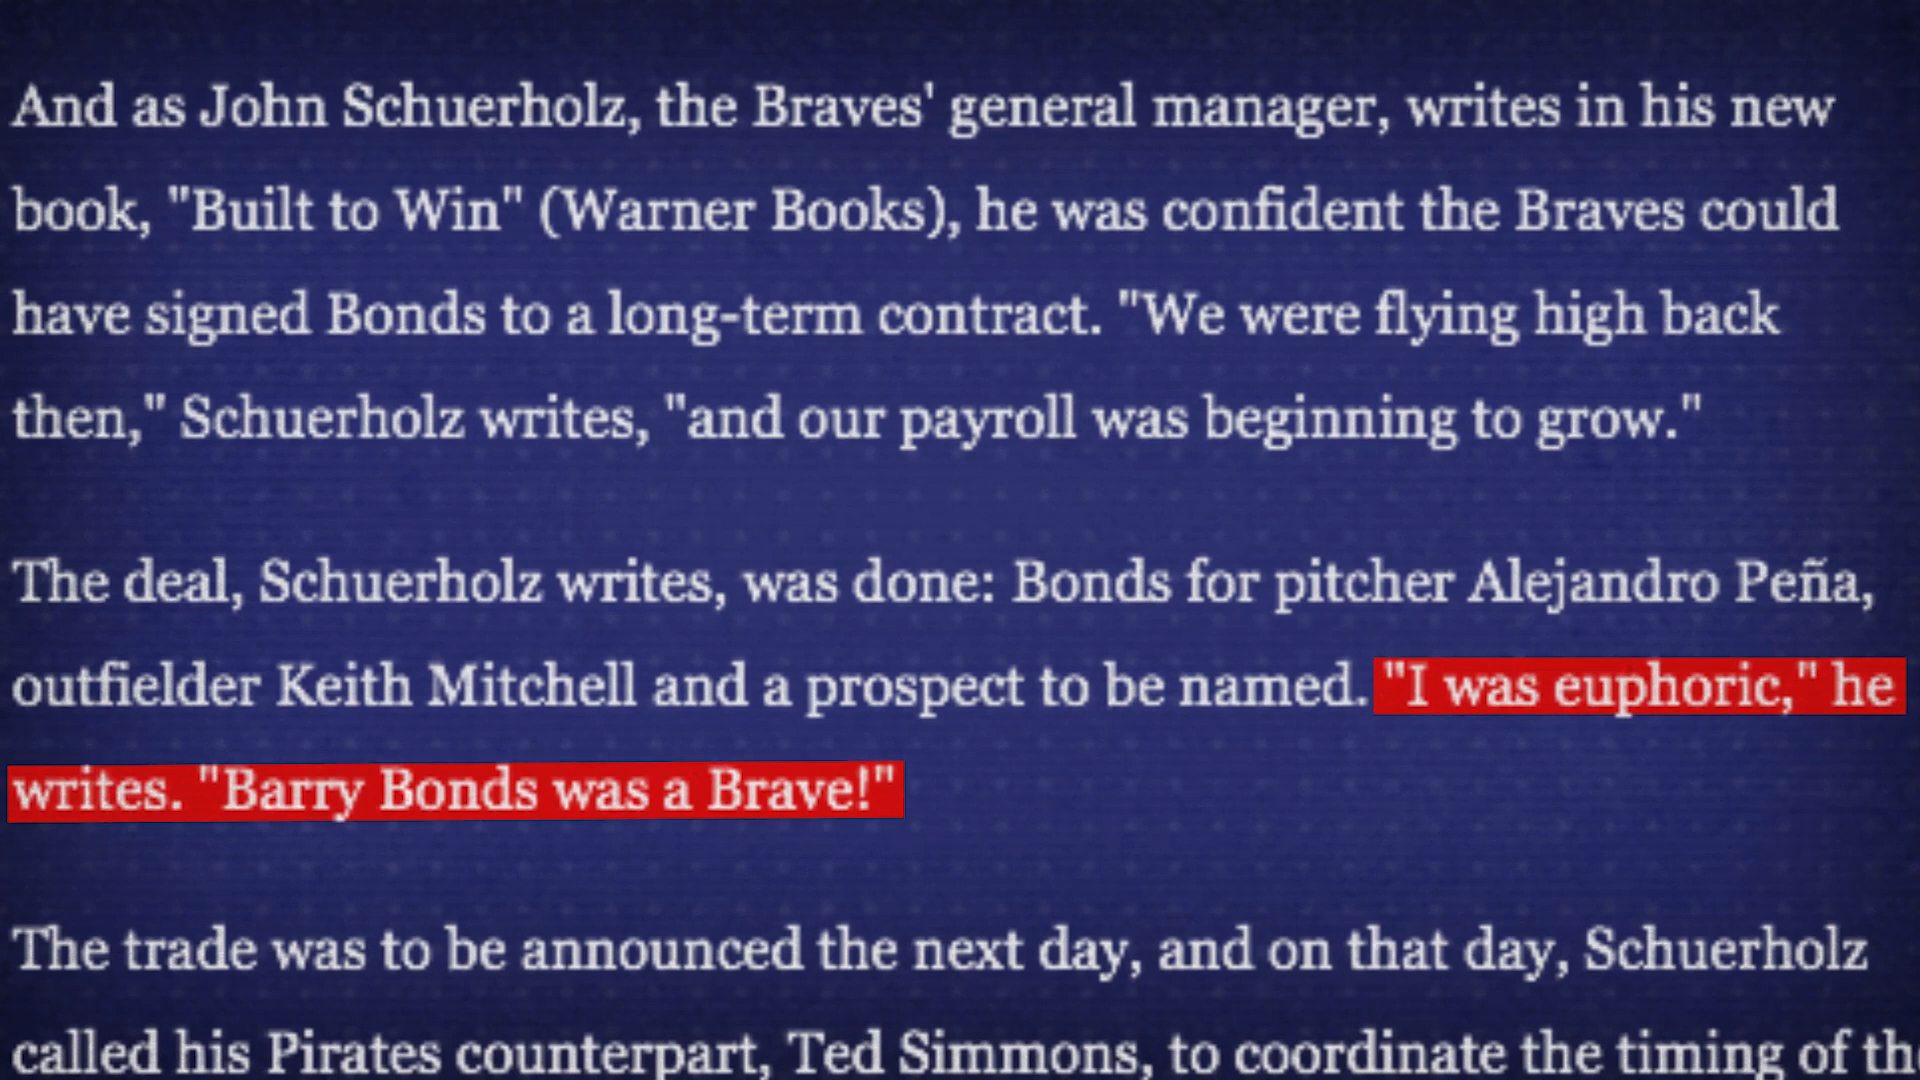 And as John Schuerholz, the Braves' general manager, writes in his new
book, "Built to Win" (Warner Books), he was confident the Braves could
have signed Bonds to a long-term contract. "We were flying high back
then," Schuerholz writes, "and our payroll was beginning to grow."
The deal, Schuerholz writes, was done: Bonds for pitcher Alejandro Peña,
outfielder Keith Mitchell and a prospect to be named. "I was euphoric," he
writes. "Barry Bonds was a Brave!"
The trade was to be announced the next day, and on that day, Schuerholz
called his Pirates counterpart, Ted Simmons, to coordinate the timing of